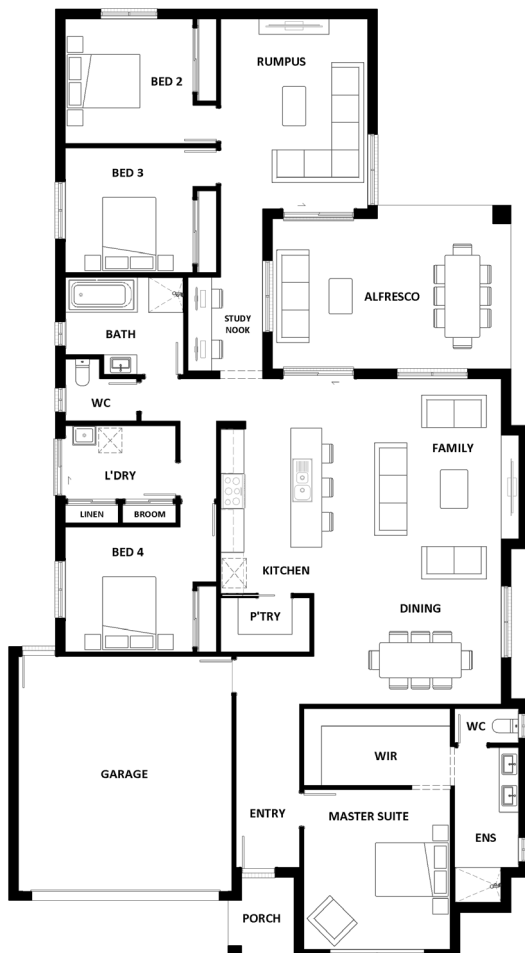 RUMPUS
BED 2
BED 3
STUDY
NOOK
ALFRESCO
BATH
WC
FAMILY
L'DRY
LINEN
BROOM
BED 4
KITCHEN
P'TRY
DINING
WC
WIR
GARAGE
ENTRY
MASTER SUITE
ENS
PORCH